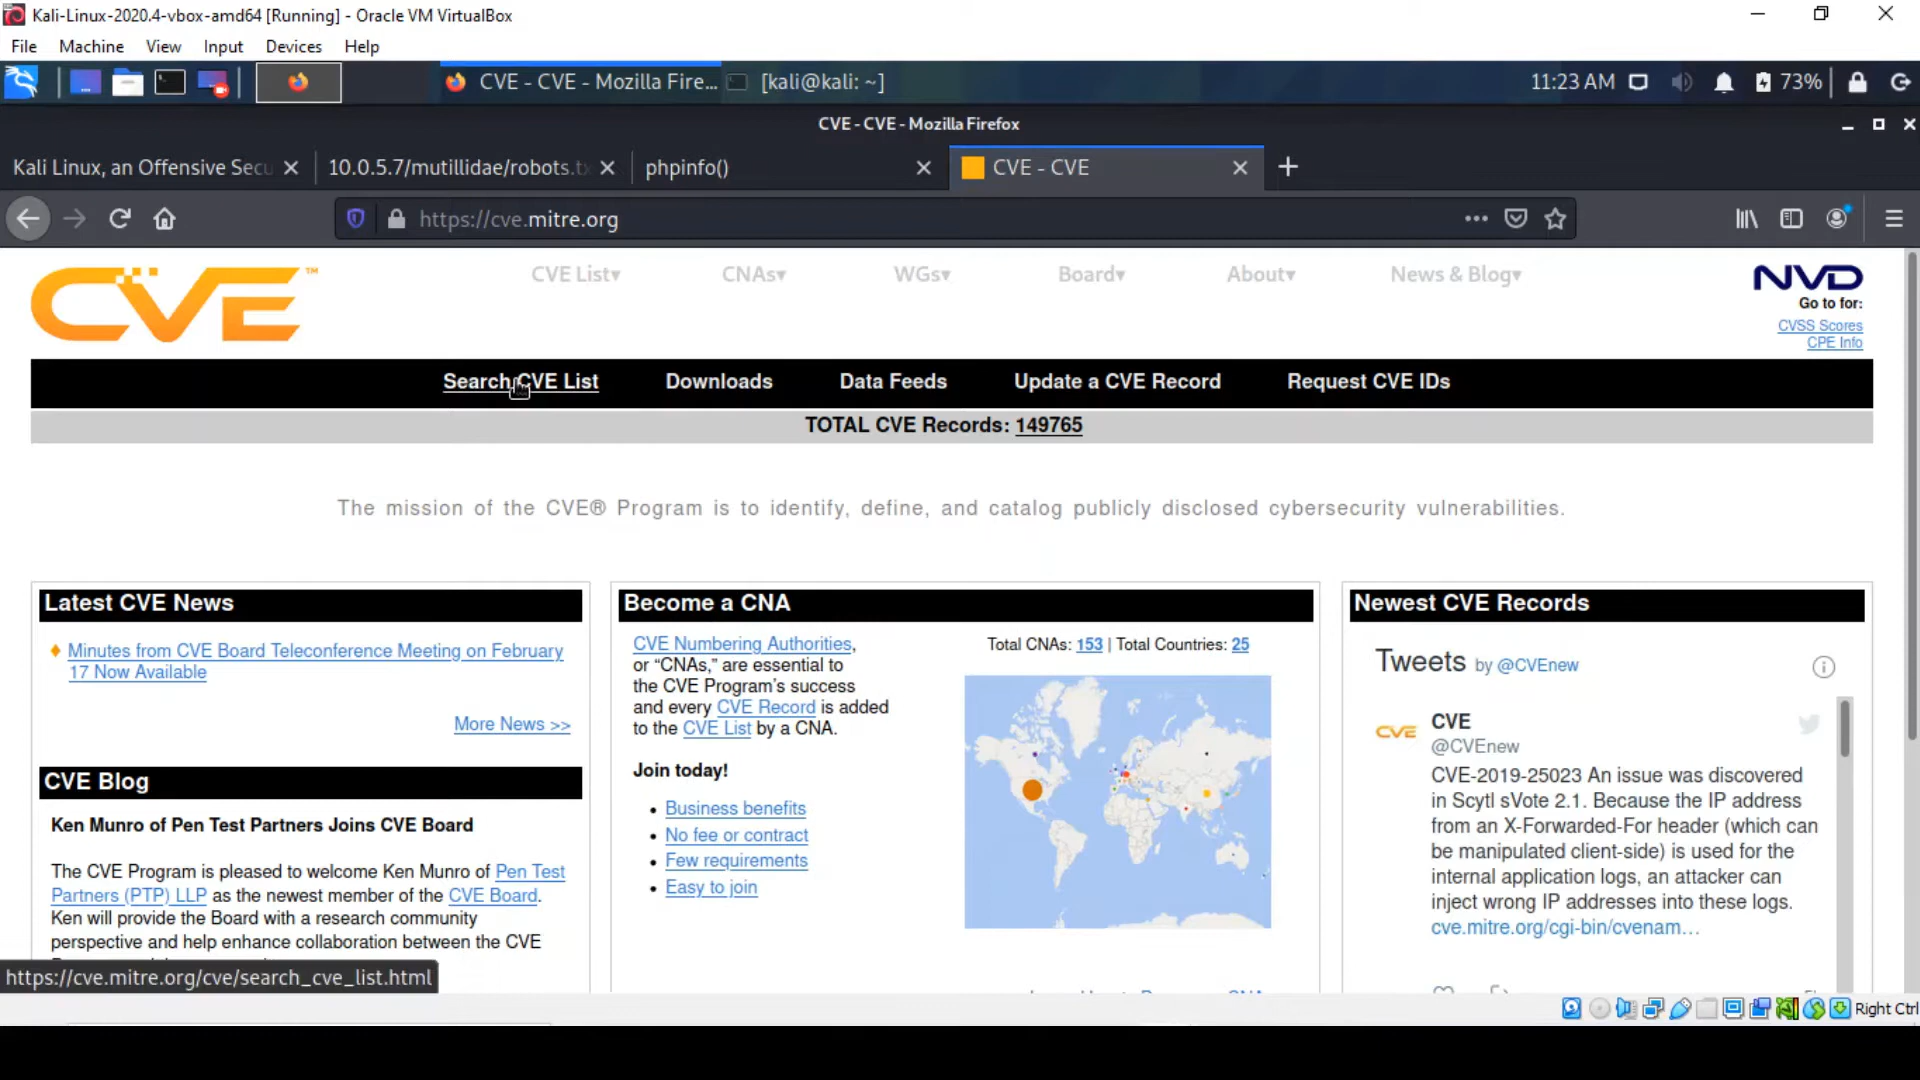 Kali-Linux-2020.4-vbox-amd64 [Running] - Oracle VM VirtualBox
File Machine View Input Devices Help
CVE - CVE - Mozilla Fire... [kali@kali: ~] 11:23 AM 73%
CVE - CVE - Mozilla Firefox
Kali Linux, an Offensive Secu 10.0.5.7/mutillidae/robots.tx phpinfo() CVE - CVE
https://cve.mitre.org
CVE™ CVE List▾ CNAs▾ WGs▾ Board▾ About▾ News & Blog▾ NVD
Go to for:
CVSS Scores
CPE Info
Search CVE List Downloads Data Feeds Update a CVE Record Request CVE IDs
TOTAL CVE Records: 149765
The mission of the CVE® Program is to identify, define, and catalog publicly disclosed cybersecurity vulnerabilities.
Latest CVE News
Minutes from CVE Board Teleconference Meeting on February
17 Now Available
More News >>
CVE Blog
Ken Munro of Pen Test Partners Joins CVE Board
The CVE Program is pleased to welcome Ken Munro of Pen Test
Partners (PTP) LLP as the newest member of the CVE Board.
Ken will provide the Board with a research community
perspective and help enhance collaboration between the CVE
Become a CNA
CVE Numbering Authorities,
or “CNAs,” are essential to
the CVE Program's success
and every CVE Record is added
to the CVE List by a CNA.
Join today!
• Business benefits
• No fee or contract
• Few requirements
• Easy to join
Total CNAs: 153 | Total Countries: 25
Newest CVE Records
Tweets by @CVEnew
CVE
CVE
@CVEnew
CVE-2019-25023 An issue was discovered
in Scytl sVote 2.1. Because the IP address
from an X-Forwarded-For header (which can
be manipulated client-side) is used for the
internal application logs, an attacker can
inject wrong IP addresses into these logs.
cve.mitre.org/cgi-bin/cvenam…
https://cve.mitre.org/cve/search_cve_list.html
Right Ctrl